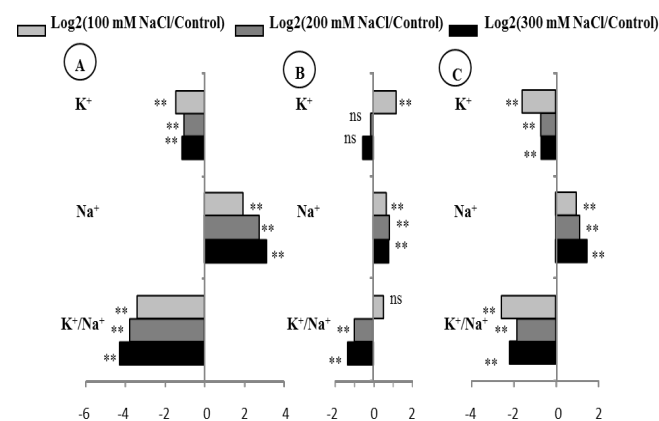 Log2(100 mM NaCl/Control) Log2(200 mM NaCl/Control) Log2(300 mM NaCl/Control)
A B C
K⁺ ** K⁺ ** K⁺ **
** ns **
** ns **
Na⁺ ** Na⁺ ** Na⁺ **
** ** **
** ** **
K⁺/Na⁺ ** K⁺/Na⁺ ns K⁺/Na⁺ **
** ** **
** ** **
-6 -4 -2 0 2 4 -2 0 2 -4 -2 0 2